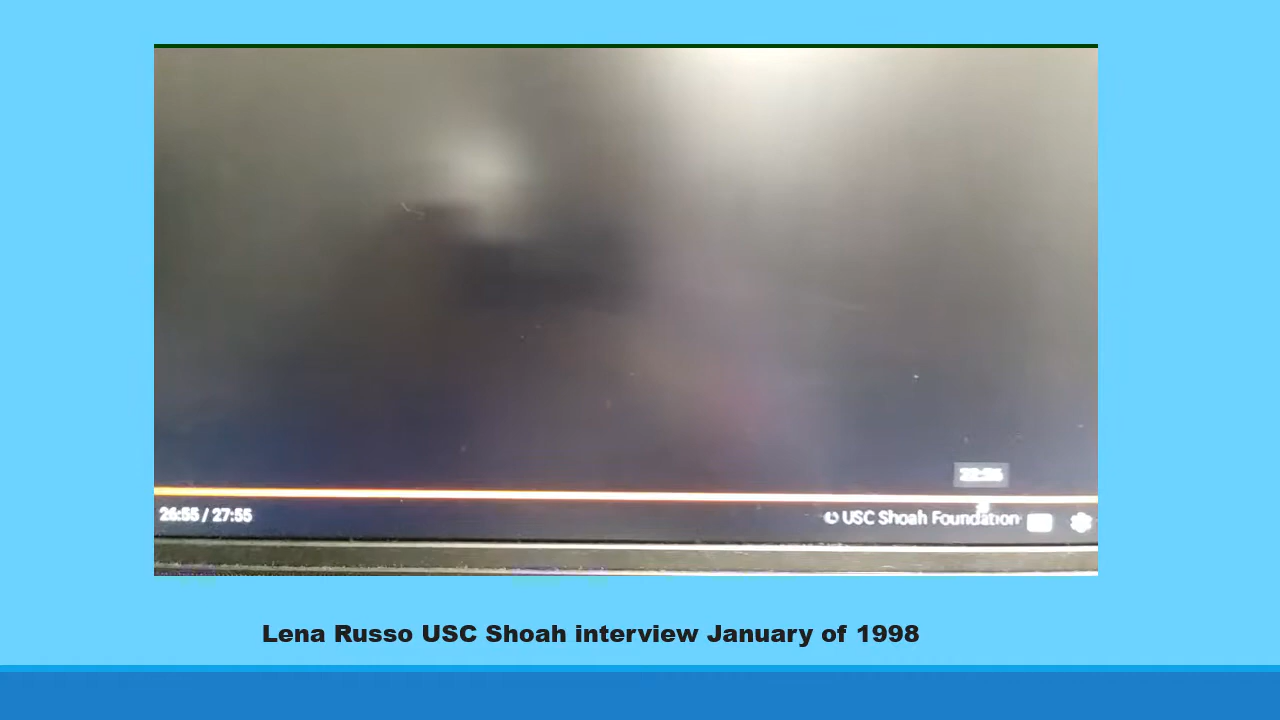 26:55 / 27:55
USC Shoah Foundation
Lena Russo USC Shoah interview January of 1998